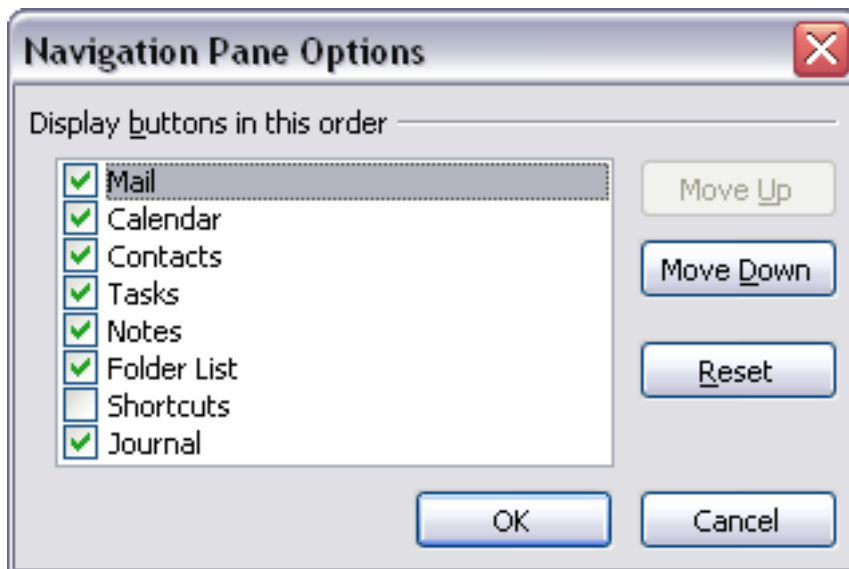 Navigation Pane Options
Display buttons in this order
Mail
Calendar
Contacts
Tasks
Notes
Folder List
Shortcuts
Journal
Move Up
Move Down
Reset
OK
Cancel